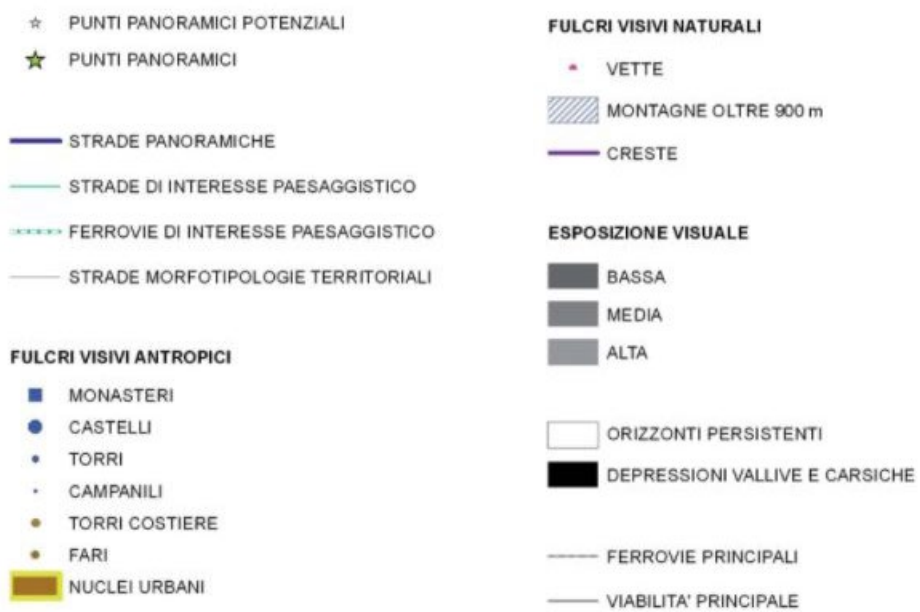 PUNTI PANORAMICI POTENZIALI
PUNTI PANORAMICI
STRADE PANORAMICHE
STRADE DI INTERESSE PAESAGGISTICO
FERROVIE DI INTERESSE PAESAGGISTICO
STRADE MORFOTIPOLOGIE TERRITORIALI
FULCRI VISIVI ANTROPICI
MONASTERI
CASTELLI
TORRI
CAMPANILI
TORRI COSTIERE
FARI
NUCLEI URBANI
FULCRI VISIVI NATURALI
VETTE
MONTAGNE OLTRE 900 m
CRESTE
ESPOSIZIONE VISUALE
BASSA
MEDIA
ALTA
ORIZZONTI PERSISTENTI
DEPRESSIONI VALLIVE E CARSICHE
FERROVIE PRINCIPALI
VIABILITA' PRINCIPALE